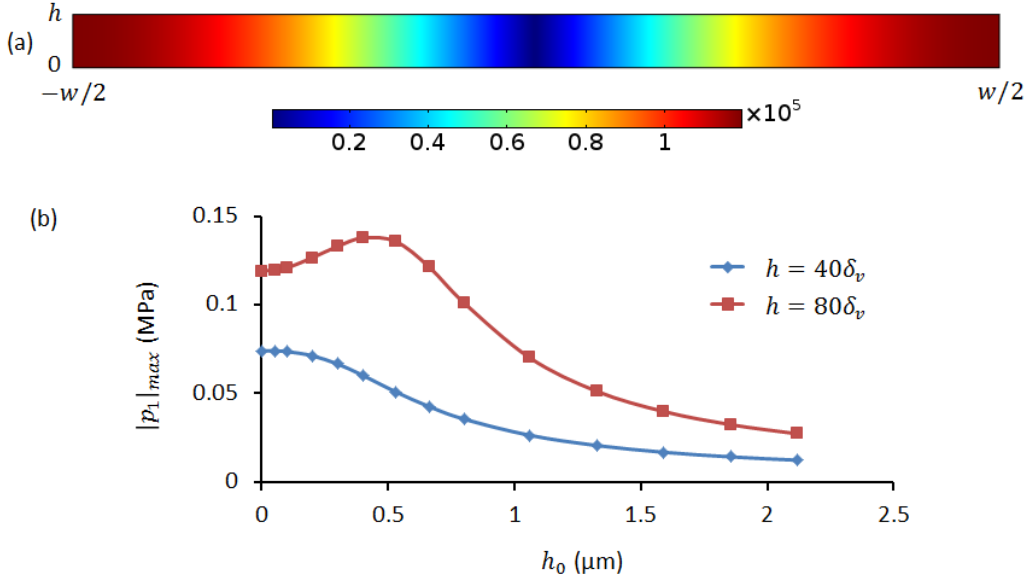 h
(a)
0
−w/2
w/2
×10⁵
0.2 0.4 0.6 0.8 1
(b)
0.15
0.1
0.05
0
|p₁|ₘₐₓ (MPa)
h = 40δᵥ
h = 80δᵥ
0 0.5 1 1.5 2 2.5
h₀ (μm)